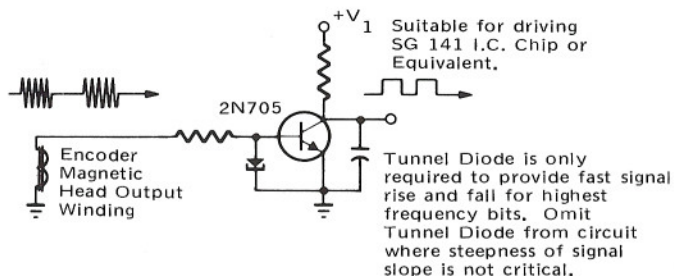 +V1
Suitable for driving
SG 141 I.C. Chip or
Equivalent.
2N705
Encoder
Magnetic
Head Output
Winding
Tunnel Diode is only
required to provide fast signal
rise and fall for highest
frequency bits. Omit
Tunnel Diode from circuit
where steepness of signal
slope is not critical.